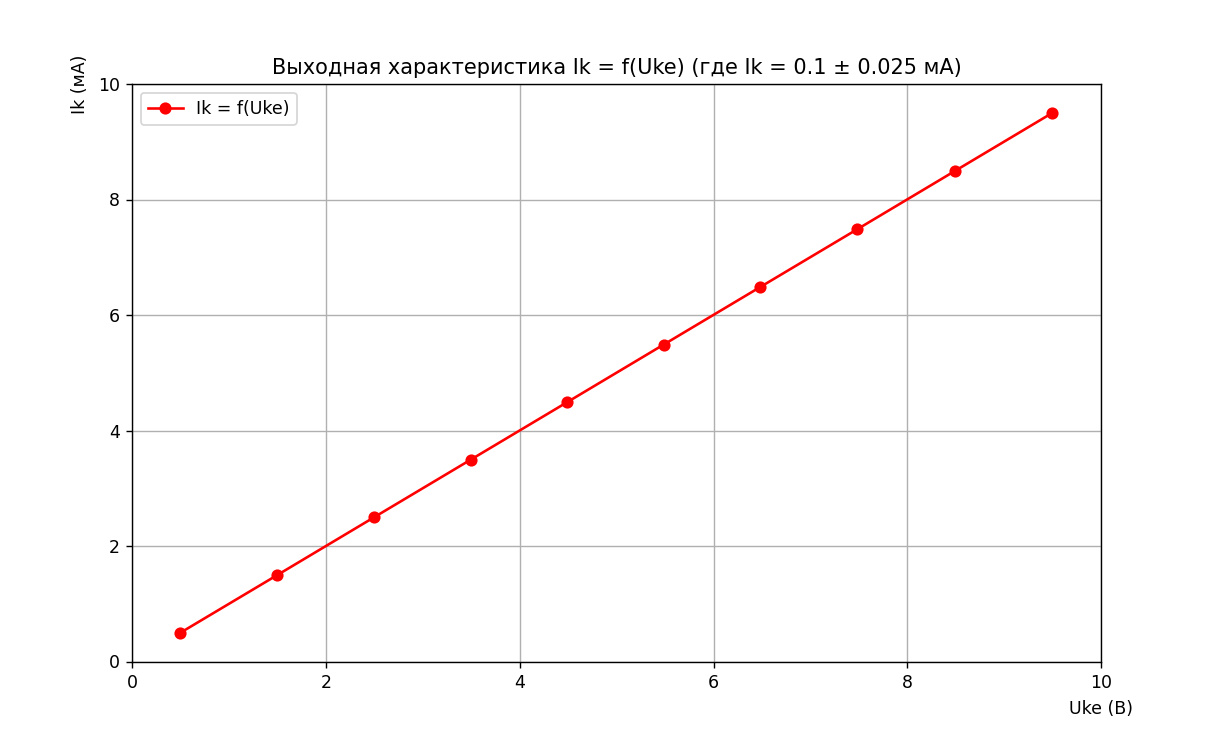 Выходная характеристика Ik = f(Uke) (где Ik = 0.1 ± 0.025 мА)
Ik (мА)
Ik = f(Uke)
10
8
6
4
2
0
0 2 4 6 8 10
Uke (В)